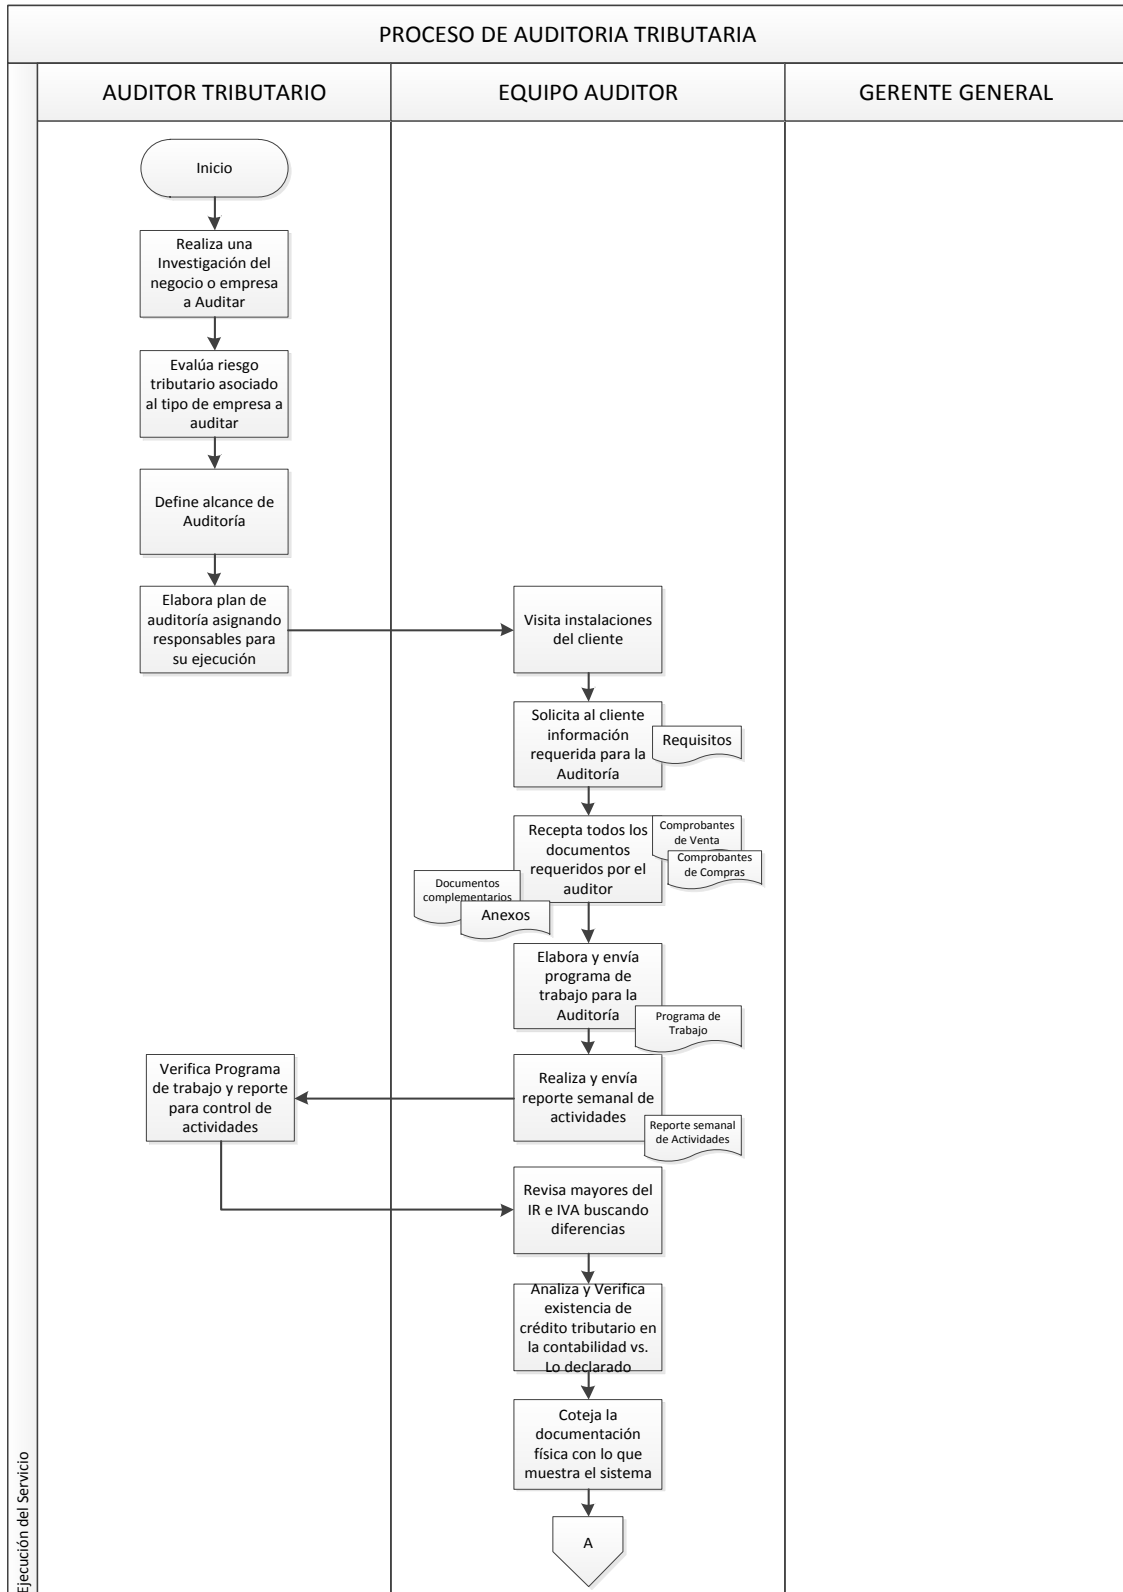 PROCESO DE AUDITORIA TRIBUTARIA
AUDITOR TRIBUTARIO
EQUIPO AUDITOR
GERENTE GENERAL
Inicio
Realiza una
Investigación del
negocio o empresa
a Auditar
Evalúa riesgo
tributario asociado
al tipo de empresa a
auditar
Define alcance de
Auditoría
Elabora plan de
auditoría asignando
responsables para
su ejecución
Visita instalaciones
del cliente
Solicita al cliente
información
requerida para la
Auditoría
Requisitos
Recepta todos los
documentos
requeridos por el
auditor
Comprobantes
de Venta
Comprobantes
de Compras
Documentos
complementarios
Anexos
Elabora y envía
programa de
trabajo para la
Auditoría
Programa de
Trabajo
Realiza y envía
reporte semanal de
actividades
Reporte semanal
de Actividades
Verifica Programa
de trabajo y reporte
para control de
actividades
Revisa mayores del
IR e IVA buscando
diferencias
Analiza y Verifica
existencia de
crédito tributario en
la contabilidad vs.
Lo declarado
Coteja la
documentación
física con lo que
muestra el sistema
A
Ejecución del Servicio